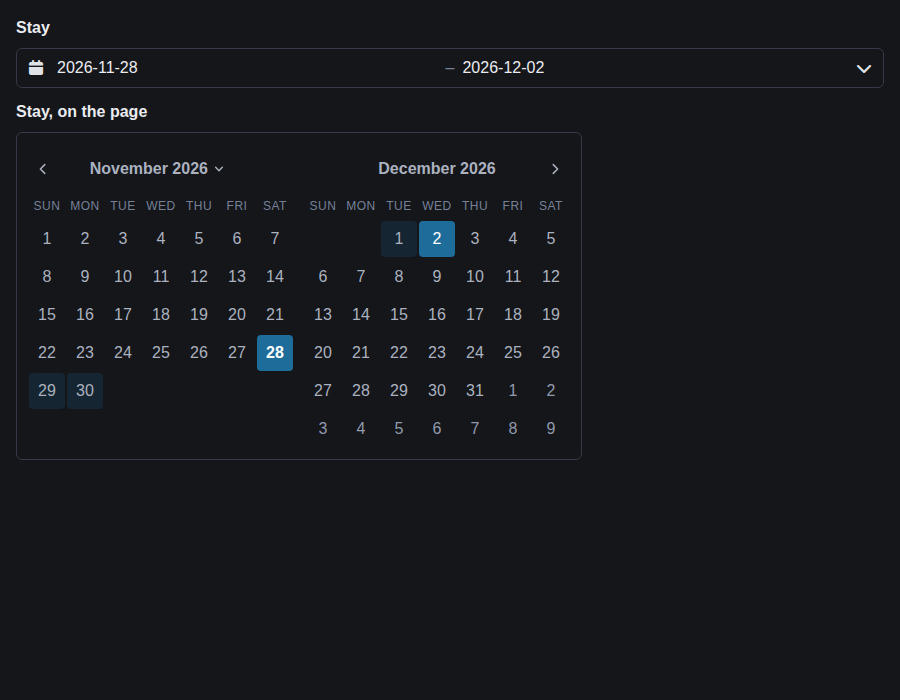 Stay
2026-11-28 – 2026-12-02
Stay, on the page
November 2026 December 2026
SUN MON TUE WED THU FRI SAT SUN MON TUE WED THU FRI SAT
1 2 3 4 5 6 7 1 2 3 4 5
8 9 10 11 12 13 14 6 7 8 9 10 11 12
15 16 17 18 19 20 21 13 14 15 16 17 18 19
22 23 24 25 26 27 28 20 21 22 23 24 25 26
29 30 27 28 29 30 31 1 2
3 4 5 6 7 8 9